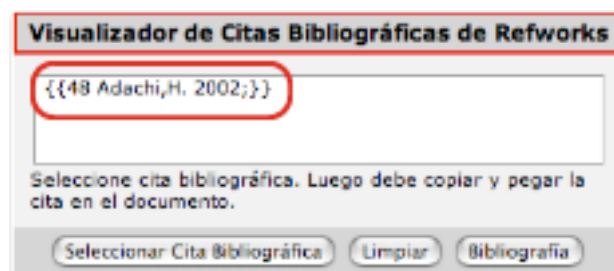 Visualizador de Citas Bibliográficas de Refworks
{{48 Adachi,H. 2002;}}
Seleccione cita bibliográfica. Luego debe copiar y pegar la
cita en el documento.
Seleccionar Cita Bibliográfica Limpiar Bibliografía